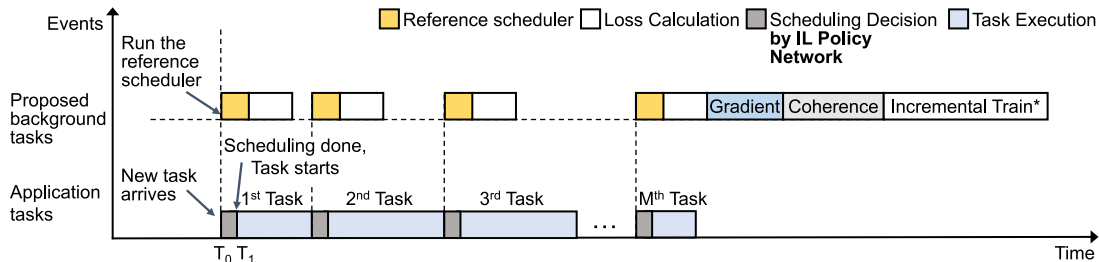 Events
Reference scheduler
Loss Calculation
Scheduling Decision
by IL Policy
Network
Task Execution
Run the
reference
scheduler
Proposed
background
tasks
Gradient
Coherence
Incremental Train*
Scheduling done,
Task starts
New task
arrives
Application
tasks
1st Task
2nd Task
3rd Task
...
Mth Task
T0 T1
Time